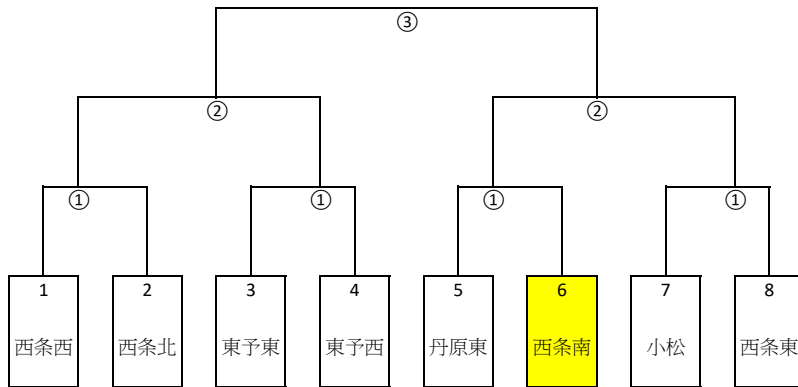 ③
② ②
① ① ① ①
1 2 3 4 5 6 7 8
西条西 西条北 東予東 東予西 丹原東 西条南 小松 西条東